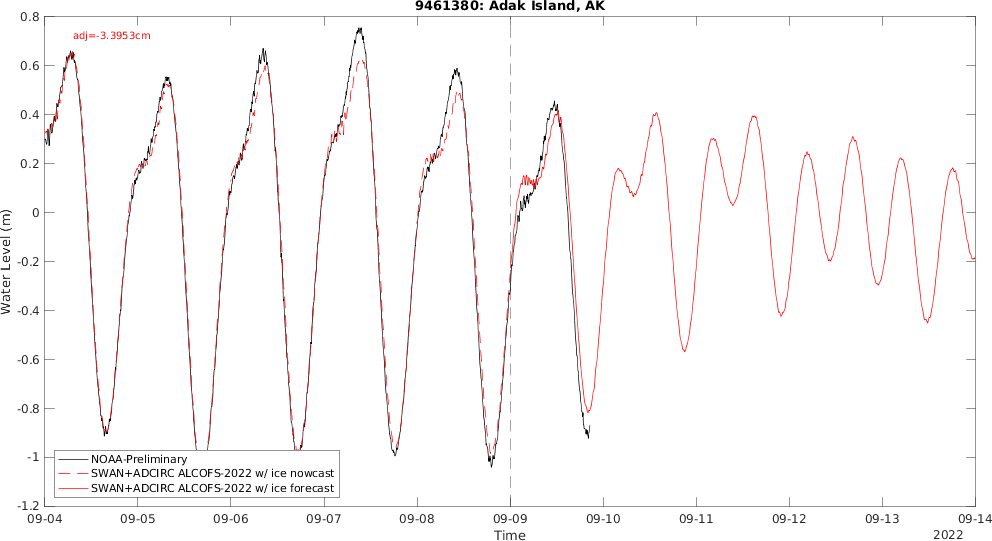 9461380: Adak Island, AK
adj=-3.3953cm
Water Level (m)
0.8
0.6
0.4
0.2
0
-0.2
-0.4
-0.6
-0.8
-1
-1.2
NOAA-Preliminary
SWAN+ADCIRC ALCOFS-2022 w/ ice nowcast
SWAN+ADCIRC ALCOFS-2022 w/ ice forecast
09-04 09-05 09-06 09-07 09-08 09-09 09-10 09-11 09-12 09-13 09-14
Time
2022